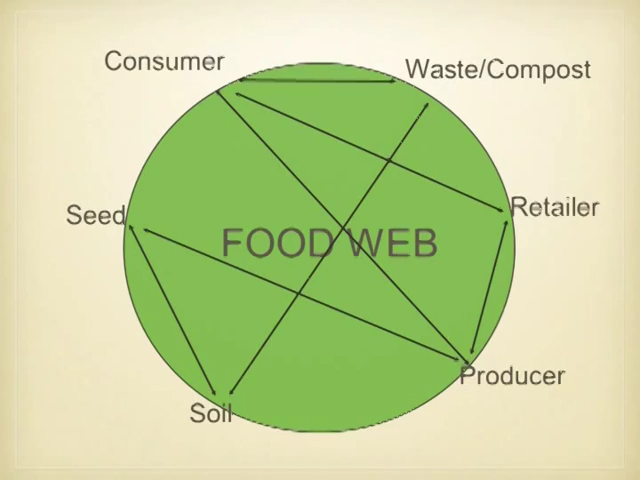 Consumer
Waste/Compost
Seed
Retailer
FOOD WEB
Producer
Soil